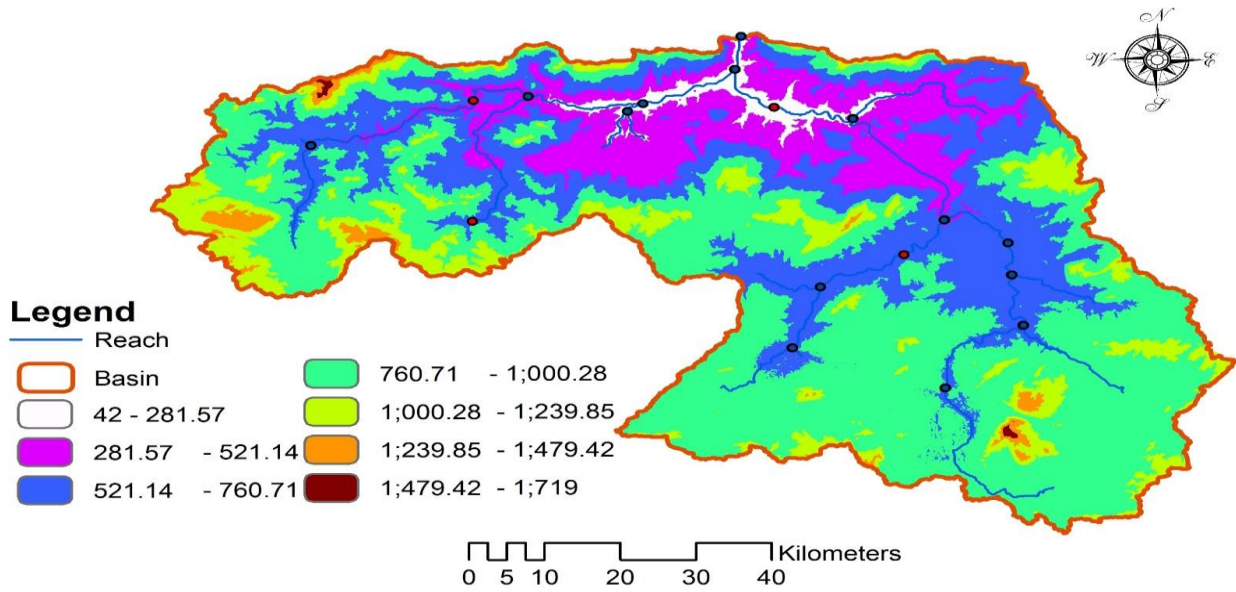 N
W E
S
Legend
Reach
Basin
42 - 281.57
281.57 - 521.14
521.14 - 760.71
760.71 - 1;000.28
1;000.28 - 1;239.85
1;239.85 - 1;479.42
1;479.42 - 1;719
Kilometers
0 5 10 20 30 40